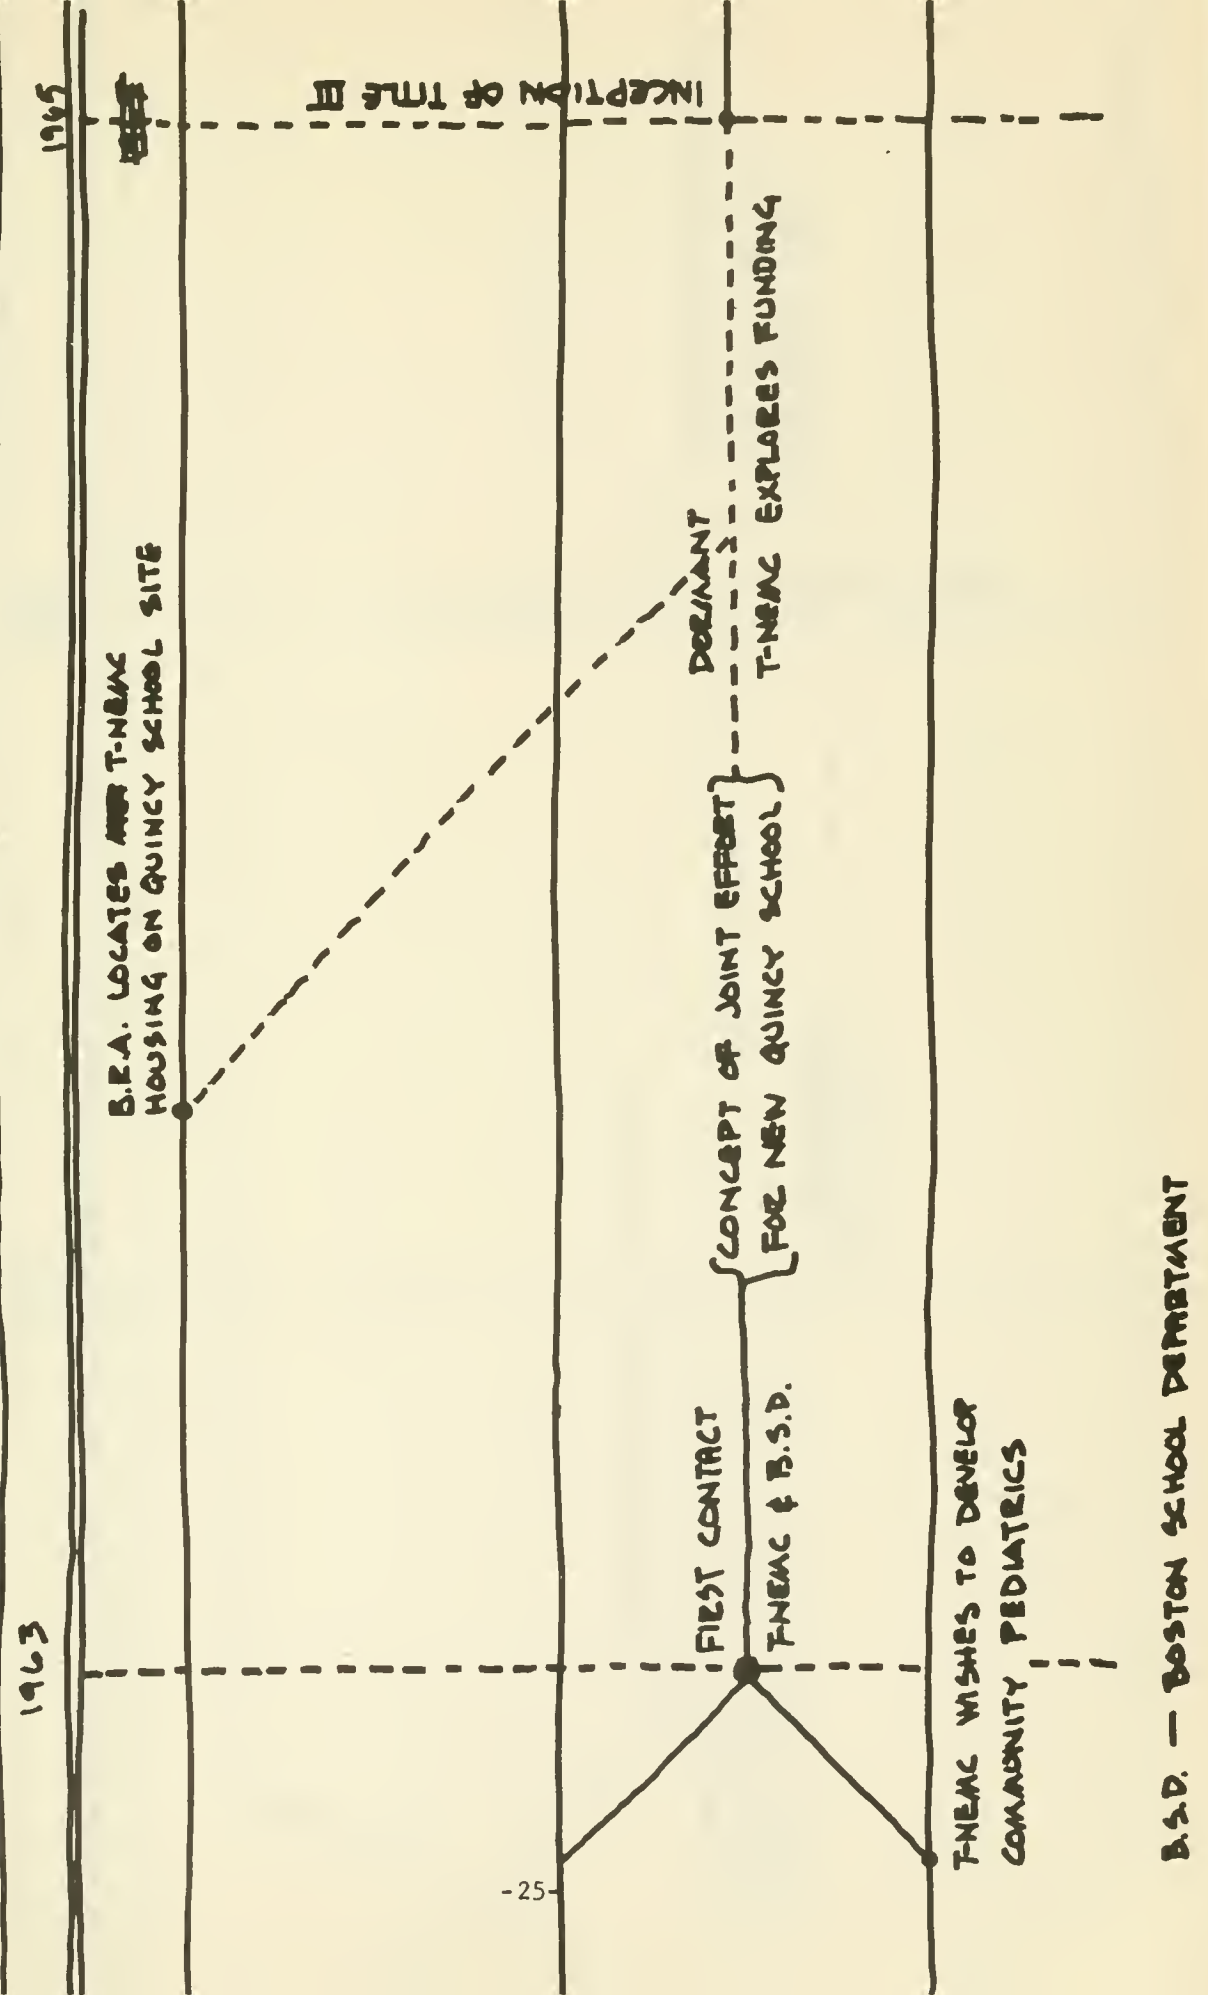 1963
1965
B.R.A. LOCATES T-NEMC
HOUSING ON QUINCY SCHOOL SITE
INCEPTION OF TITLE III
FIRST CONTACT
T-NEMC & B.S.D.
CONCEPT OF JOINT EFFORT
FOR NEW QUINCY SCHOOL
DORMANT
T-NEMC EXPLORES FUNDING
T-NEMC WISHES TO DEVELOP
COMMUNITY PEDIATRICS
B.S.D. — BOSTON SCHOOL DEPARTMENT
-25-